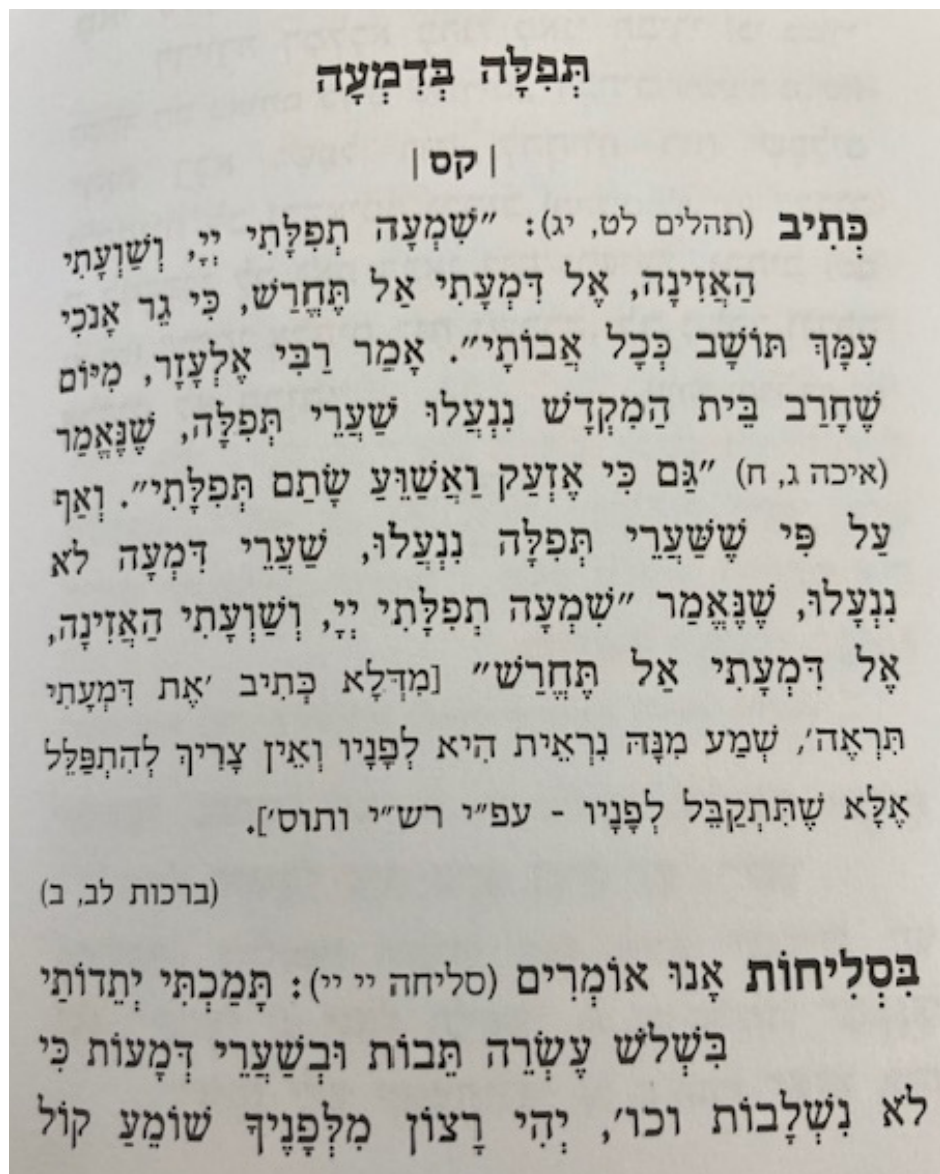 תְּפִלָּה בְּדִמְעָה
| קס |
כְּתִיב (תהלים לט, יג): "שִׁמְעָה תְפִלָּתִי יְיָ, וְשַׁוְעָתִי
הַאֲזִינָה, אֶל דִּמְעָתִי אַל תֶּחֱרַשׁ, כִּי גֵר אָנֹכִי
עִמָּךְ תּוֹשָׁב כְּכָל אֲבוֹתָי". אָמַר רַבִּי אֶלְעָזָר, מִיּוֹם
שֶׁחָרַב בֵּית הַמִּקְדָּשׁ נִנְעֲלוּ שַׁעֲרֵי תְּפִלָּה, שֶׁנֶּאֱמַר
(איכה ג, ח) "גַּם כִּי אֶזְעַק וַאֲשַׁוֵּעַ שָׂתַם תְּפִלָּתִי". וְאַף
עַל פִּי שֶׁשַּׁעֲרֵי תְּפִלָּה נִנְעֲלוּ, שַׁעֲרֵי דִּמְעָה לֹא
נִנְעָלוּ, שֶׁנֶּאֱמַר "שִׁמְעָה תְפִלָּתִי יְיָ, וְשַׁוְעָתִי הַאֲזִינָה,
אֶל דִּמְעָתִי אַל תֶּחֱרַשׁ" [מִדְּלָא כְּתִיב 'אֶת דִּמְעָתִי
תִּרְאֶה', שְׁמַע מִנָּהּ נִרְאֵית הִיא לְפָנָיו וְאֵין צָרִיךְ לְהִתְפַּלֵּל
אֶלָּא שֶׁתִּתְקַבֵּל לְפָנָיו - עפ"י רש"י ותוס'].
(ברכות לב, ב)
בִּסְלִיחוֹת אָנוּ אוֹמְרִים (סליחה יי יי): תָּמַכְתִּי יְתֵדוֹתַי
בִּשְׁלֹשׁ עֶשְׂרֵה תֵּבוֹת וּבְשַׁעֲרֵי דְּמָעוֹת כִּי
לֹא נִשְׁלָבוֹת וכו', יְהִי רָצוֹן מִלְּפָנֶיךָ שׁוֹמֵעַ קוֹל